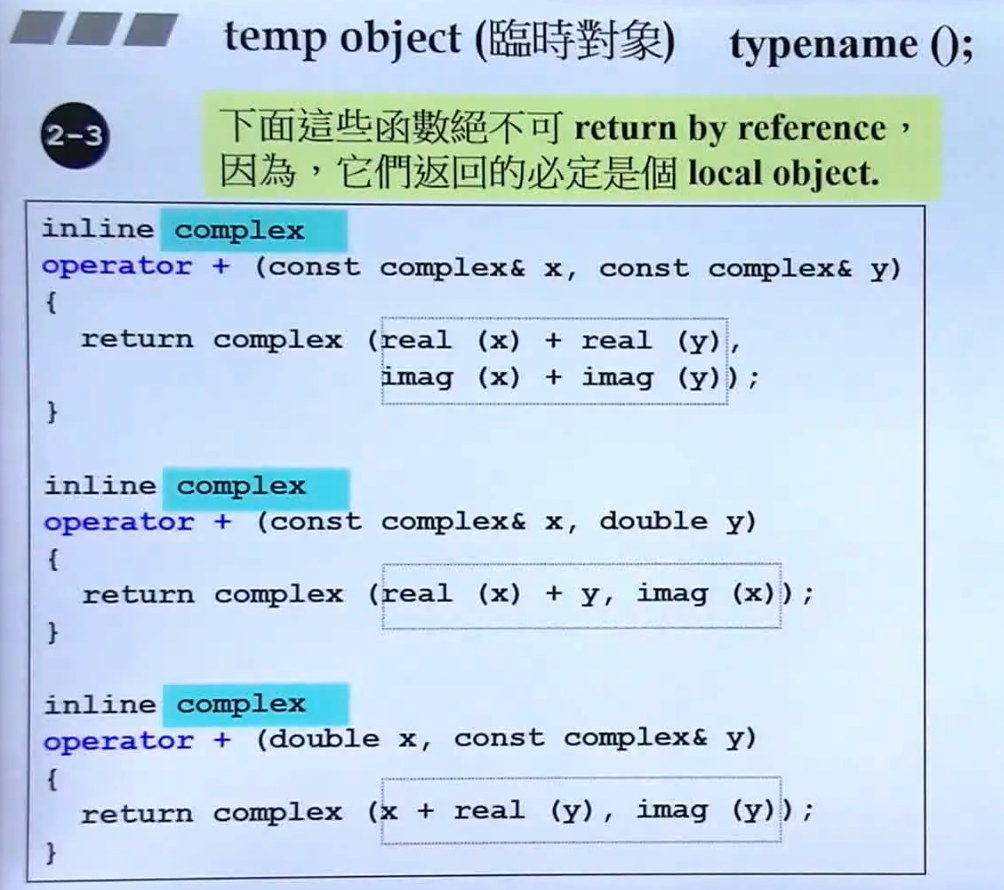 temp object (臨時對象) typename ();
2-3
下面這些函數絕不可 return by reference，
因為，它們返回的必定是個 local object.
inline complex
operator + (const complex& x, const complex& y)
{
return complex (real (x) + real (y),
imag (x) + imag (y));
}
inline complex
operator + (const complex& x, double y)
{
return complex (real (x) + y, imag (x));
}
inline complex
operator + (double x, const complex& y)
{
return complex (x + real (y), imag (y));
}